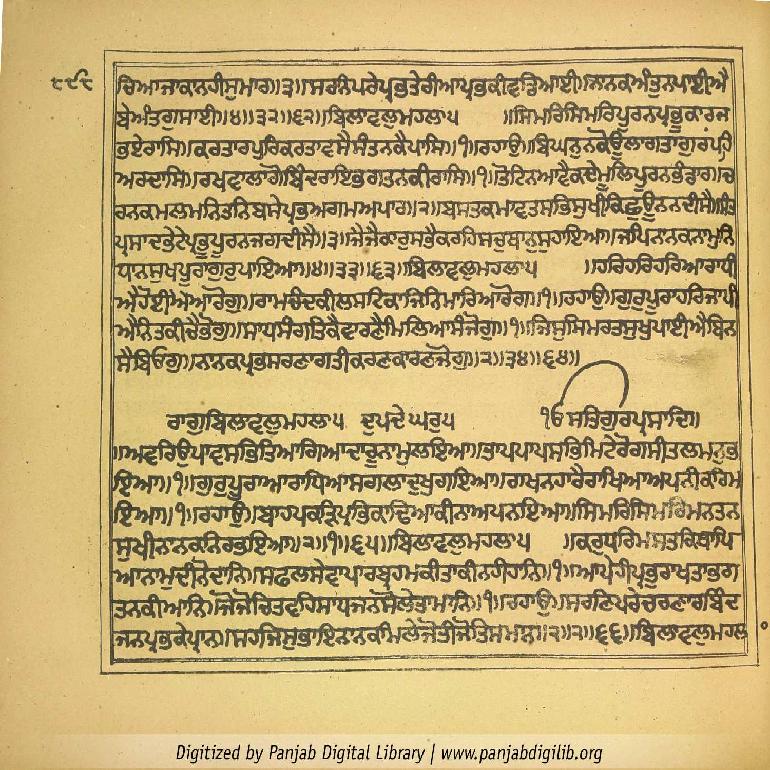 ੮੯੮
ਚਿਆਜਾਕਨਹੀਸੁਮਾਰ॥੩॥ਸਰਨਿਪਰੇਪ੍ਰਭਤੇਰੀਆਪ੍ਰਭਕੀਵਡਿਆਈ॥ਨਾਨਕਅੰਤੁਨਪਾਈਐ
ਬੇਅੰਤਗੁਸਾਈ॥੪॥੩੨॥੬੨॥ਬਿਲਾਵਲੁਮਹਲਾ੫ ॥ਸਿਮਰਿਸਿਮਰਿਪੂਰਨਪ੍ਰਭੂਕਾਰਜ
ਭਏਰਾਸਿ॥ਕਰਤਾਰਪੁਰਿਕਰਤਾਵਸੈਸੰਤਨਕੈਪਾਸਿ॥੧॥ਰਹਾਉ॥ਬਿਘਨੁਨਕੋਊਲਾਗਤਾਗੁਰਪਹਿ
ਅਰਦਾਸਿ॥ਰਖਵਾਲਾਗੋਬਿੰਦਰਾਇਭਗਤਨਕੀਰਾਸਿ॥੧॥ਤੋਟਿਨਆਵੈਕਦੇਮੂਲਿਪੂਰਨਭੰਡਾਰ॥ਚ
ਰਨਕਮਲਮਨਿਤਨਿਬਸੇਪ੍ਰਭਅਗਮਅਪਾਰ॥੨॥ਬਸਤਕਮਾਵਤਸਭਿਸੁਖੀਕਿਛੁਊਨਨਦੀਸੈ॥ਸੰਤ
ਪ੍ਰਸਾਦਿਭੇਟੇਪ੍ਰਭੂਪੂਰਨਜਗਦੀਸੈ॥੩॥ਜੈਜੈਕਾਰੁਸਭੈਕਰਹਿਸਚੁਥਾਨੁਸੁਹਾਇਆ॥ਜਪਿਨਾਨਕਨਾਮੁਨਿ
ਧਾਨਸੁਖਪੂਰਾਗੁਰੁਪਾਇਆ॥੪॥੩੩॥੬੩॥ਬਿਲਾਵਲੁਮਹਲਾ੫ ॥ਹਰਿਹਰਿਹਰਿਆਰਾਧੀ
ਐਹੋਈਐਆਰੋਗ॥ਰਾਮਚੰਦਕੀਲਸਟਿਕਾਜਿਨਿਮਾਰਿਆਰੋਗ॥੧॥ਰਹਾਉ॥ਗੁਰੁਪੂਰਾਹਰਿਜਾਪੀ
ਐਨਿਤਕੀਚੈਭੋਗੁ॥ਸਾਧਸੰਗਤਿਕੈਵਾਰਣੈਮਿਲਿਆਸੰਜੋਗੁ॥੧॥ਜਿਸੁਸਿਮਰਤਸੁਖੁਪਾਈਐਬਿਨ
ਸੈਬਿਓਗੁ॥ਨਾਨਕਪ੍ਰਭਸਰਣਾਗਤੀਕਰਣਕਾਰਣਜੋਗੁ॥੨॥੩੪॥੬੪॥
ਰਾਗੁਬਿਲਾਵਲੁਮਹਲਾ੫ ਦੁਪਦੇ ਘਰੁ੫ ੴਸਤਿਗੁਰਪ੍ਰਸਾਦਿ॥
॥ਅਵਰਿਉਪਾਵਸਭਿਤਿਆਗਿਆਦਾਰੂਨਾਮੁਲਇਆ॥ਤਾਪਪਾਪਸਭਿਮਿਟੇਰੋਗਸੀਤਲਮਨੁਭ
ਇਆ॥੧॥ਗੁਰੁਪੂਰਾਆਰਾਧਿਆਸਗਲਾਦੁਖੁਗਇਆ॥ਰਾਖਨਹਾਰੈਰਾਖਿਆਅਪਨੀਕਰਿਮ
ਇਆ॥੧॥ਰਹਾਉ॥ਬਾਹਪਕੜਿਪ੍ਰਭਿਕਾਢਿਆਕੀਨਾਅਪਨਇਆ॥ਸਿਮਰਿਸਿਮਰਿਮਨਤਨ
ਸੁਖੀਨਾਨਕਨਿਰਭਇਆ॥੨॥੧॥੬੫॥ਬਿਲਾਵਲੁਮਹਲਾ੫ ॥ਕਰੁਧਰਿਮਸਤਕਿਥਾਪਿ
ਆਨਾਮੁਦੀਨੋਦਾਨਿ॥ਸਫਲਸੇਵਾਪਾਰਬ੍ਰਹਮਕੀਤਾਕੀਨਹੀਹਾਨਿ॥੧॥ਆਪੇਹੀਪ੍ਰਭੁਰਾਖਤਾਭਗ
ਤਨਕੀਆਨਿ॥ਜੋਜੋਚਿਤਵਹਿਸਾਧਜਨਸੋਲੇਤਾਮਾਨਿ॥੧॥ਰਹਾਉ॥ਸਰਣਿਪਰੇਚਰਣਾਰਬਿੰਦ
ਜਨਪ੍ਰਭਕੇਪ੍ਰਾਨ॥ਸਹਜਿਸੁਭਾਇਨਾਨਕਮਿਲੇਜੋਤੀਜੋਤਿਸਮਾਨ॥੨॥੨॥੬੬॥ਬਿਲਾਵਲੁਮਹਲ
Digitized by Panjab Digital Library | www.panjabdigilib.org